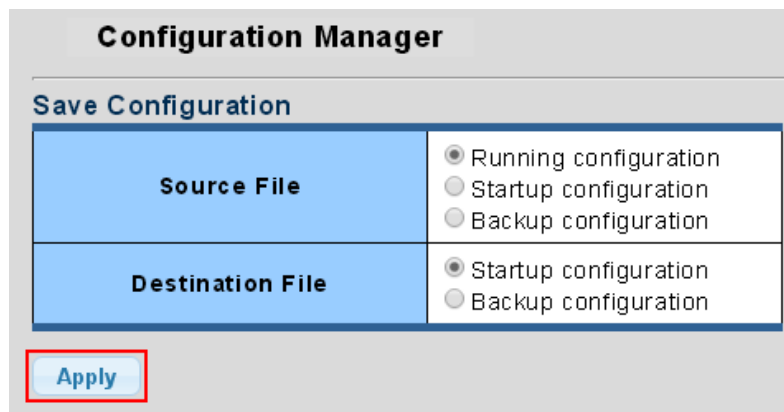 Configuration Manager
Save Configuration
Source File
Running configuration
Startup configuration
Backup configuration
Destination File
Startup configuration
Backup configuration
Apply